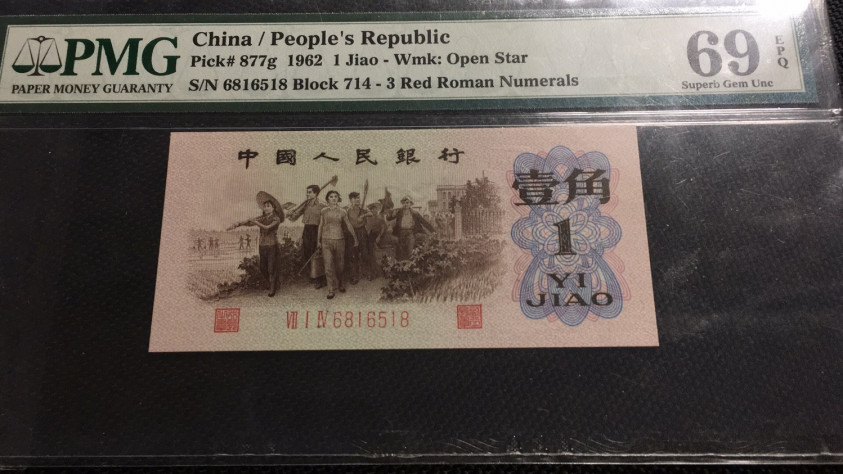 PMG
PAPER MONEY GUARANTY
China / People's Republic
Pick# 877g 1962 1 Jiao - Wmk: Open Star
S/N 6816518 Block 714 - 3 Red Roman Numerals
69
EPQ
Superb Gem Unc
中國人民銀行
壹角
1
YI
JIAO
Ⅶ Ⅰ Ⅳ 6816518